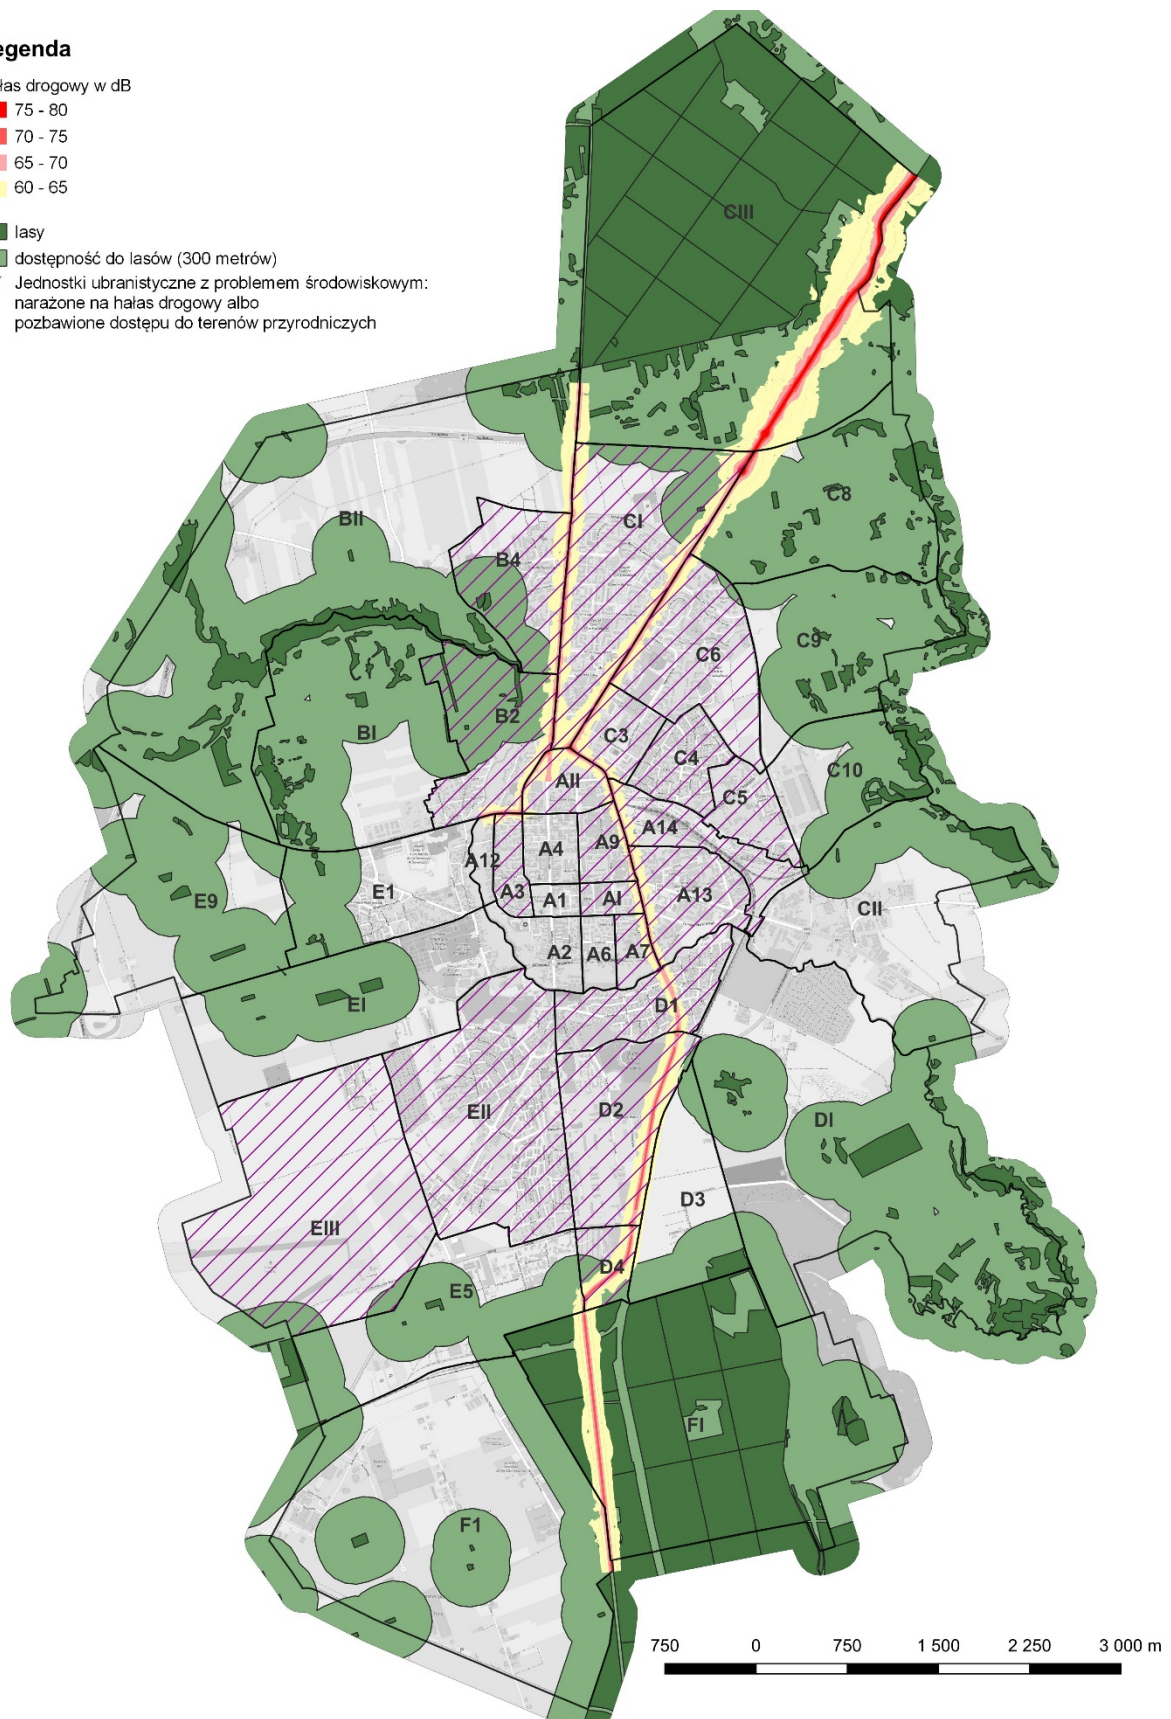 egenda
łas drogowy w dB
75 - 80
70 - 75
65 - 70
60 - 65
lasy
dostępność do lasów (300 metrów)
Jednostki ubranistyczne z problemem środowiskowym:
narażone na hałas drogowy albo
pozbawione dostępu do terenów przyrodniczych
CIII
C8
BII
CI
B4
C9
C6
B2
BI
C3
C4
C10
AII
C5
A14
A4
A9
A12
E1
A3
A1
AI
A13
E9
CII
A2
A6
A7
EI
D1
EII
D2
DI
D3
EIII
D4
E5
FI
F1
750 0 750 1 500 2 250 3 000 m